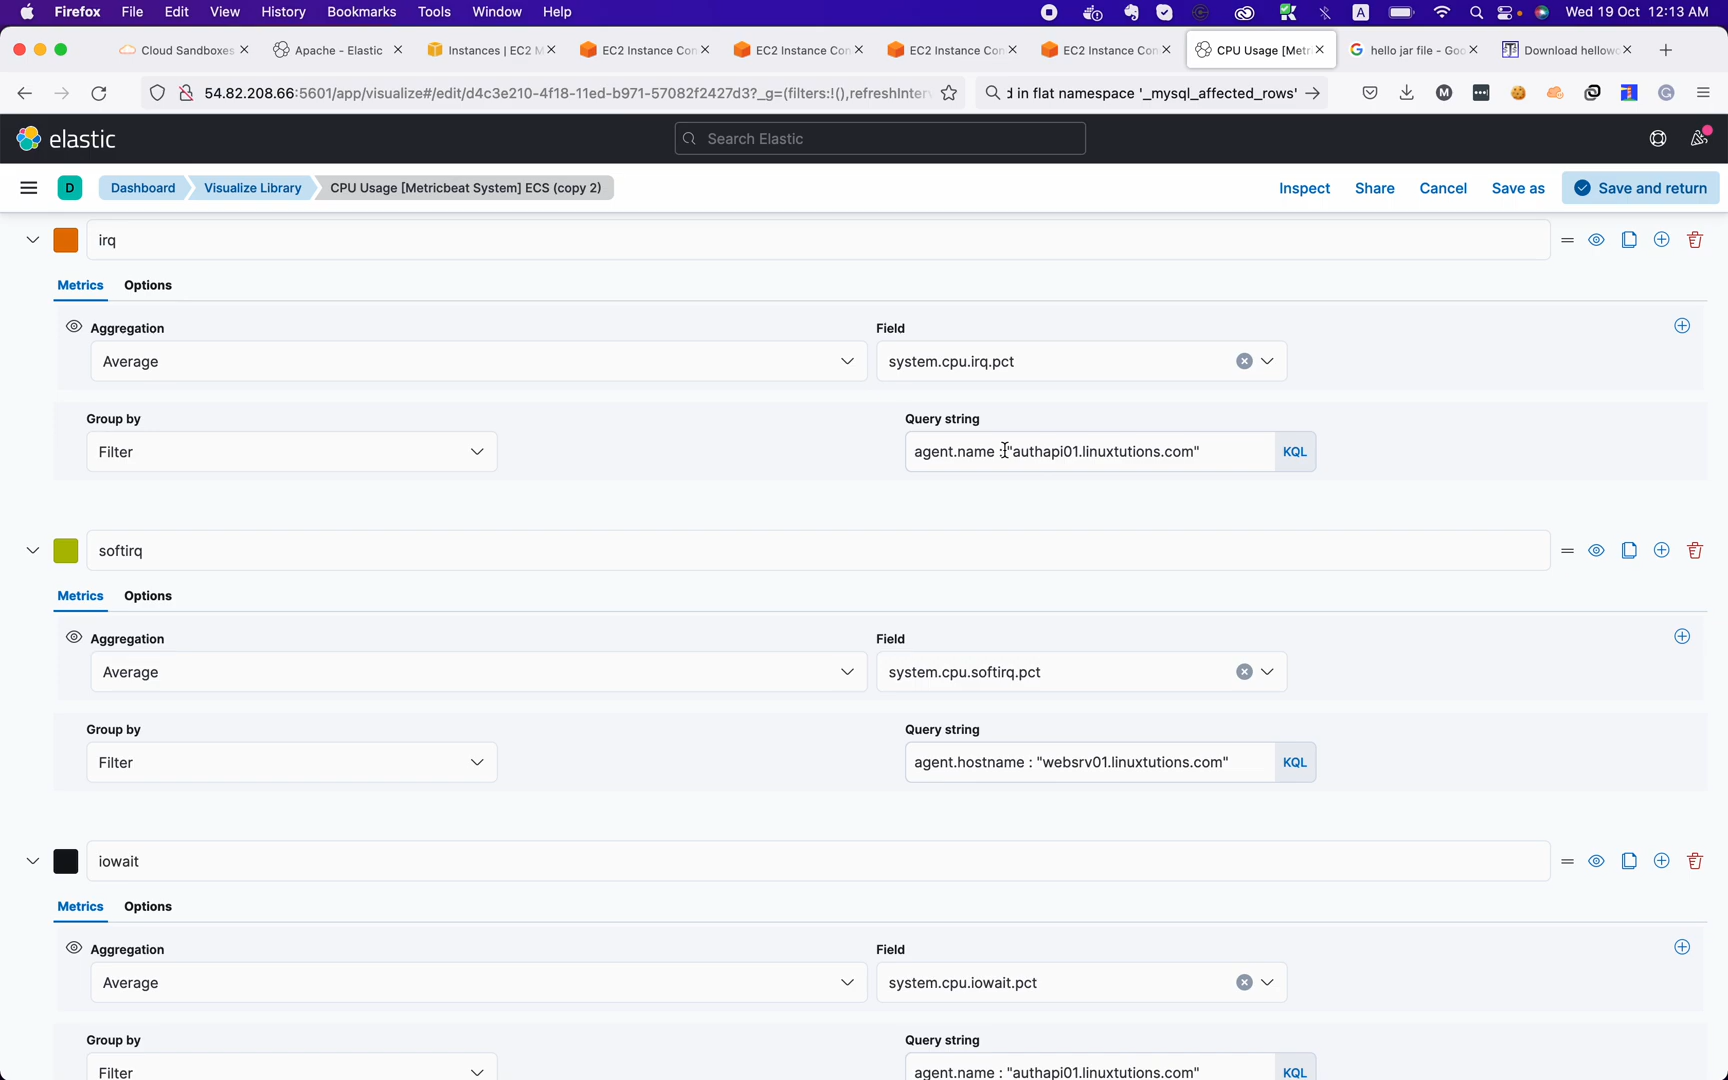 Firefox File Edit View History Bookmarks Tools Window Help A Wed 19 Oct 12:13 AM
Cloud Sandboxes Apache - Elastic Instances | EC2 M EC2 Instance Con EC2 Instance Con EC2 Instance Con EC2 Instance Con CPU Usage [Metri hello jar file - Goo Download hellowo
54.82.208.66:5601/app/visualize#/edit/d4c3e210-4f18-11ed-b971-57082f2427d3?_g=(filters:!(),refreshInterv d in flat namespace '_mysql_affected_rows'
elastic Search Elastic
D Dashboard Visualize Library CPU Usage [Metricbeat System] ECS (copy 2) Inspect Share Cancel Save as Save and return
irq
Metrics Options
Aggregation Field
Average system.cpu.irq.pct
Group by Query string
Filter agent.name :"authapi01.linuxtutions.com" KQL
softirq
Metrics Options
Aggregation Field
Average system.cpu.softirq.pct
Group by Query string
Filter agent.hostname : "websrv01.linuxtutions.com" KQL
iowait
Metrics Options
Aggregation Field
Average system.cpu.iowait.pct
Group by Query string
Filter agent.name : "authapi01.linuxtutions.com" KQL